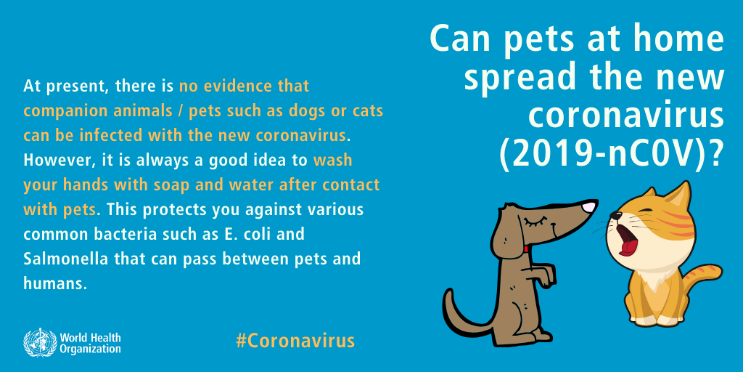 Can pets at home
spread the new
coronavirus
(2019-nC0V)?
At present, there is no evidence that
companion animals / pets such as dogs or cats
can be infected with the new coronavirus.
However, it is always a good idea to wash
your hands with soap and water after contact
with pets. This protects you against various
common bacteria such as E. coli and
Salmonella that can pass between pets and
humans.
World Health
Organization
#Coronavirus